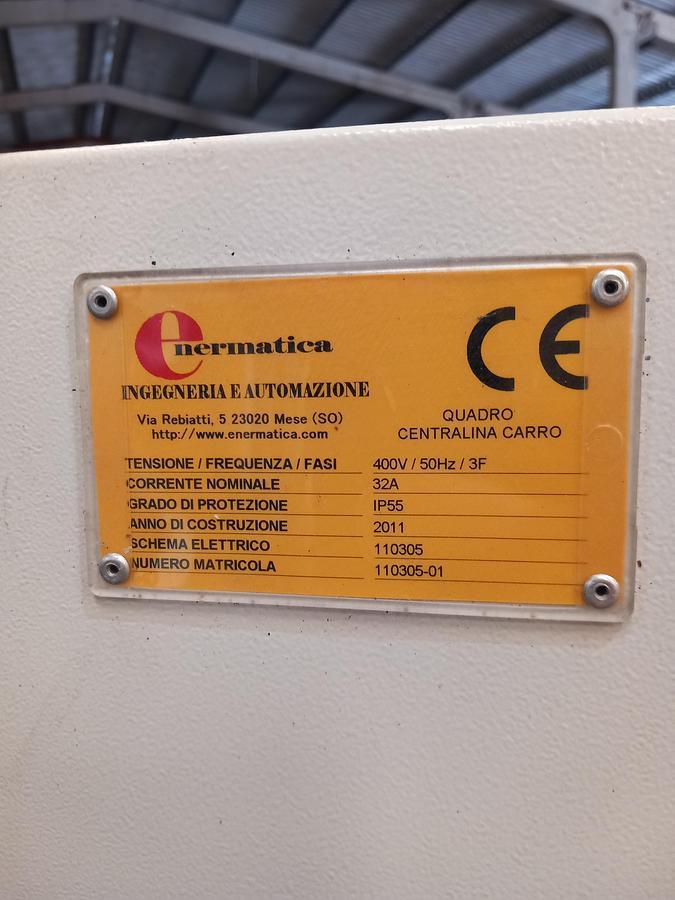 enermatica
INGEGNERIA E AUTOMAZIONE
Via Rebiatti, 5 23020 Mese (SO)
http://www.enermatica.com
CE
QUADRO
CENTRALINA CARRO
TENSIONE / FREQUENZA / FASI 400V / 50Hz / 3F
CORRENTE NOMINALE 32A
GRADO DI PROTEZIONE IP55
ANNO DI COSTRUZIONE 2011
SCHEMA ELETTRICO 110305
NUMERO MATRICOLA 110305-01